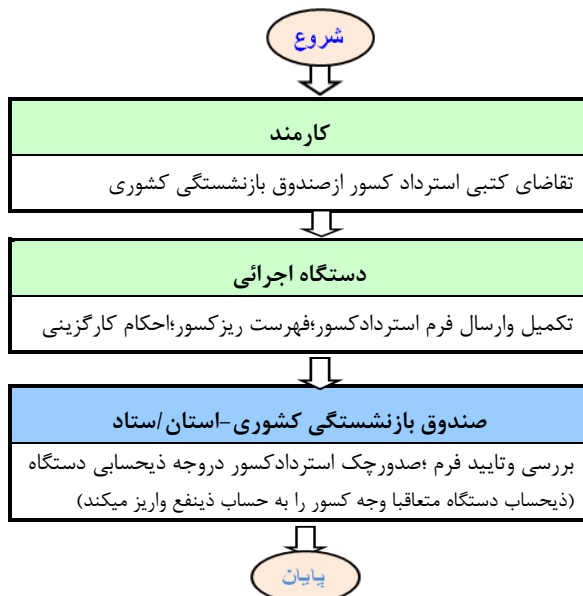 شروع
کارمند
تقاضای کتبی استرداد کسور ازصندوق بازنشستگی کشوری
دستگاه اجرائی
تکمیل وارسال فرم استردادکسور؛فهرست ریزکسور؛احکام کارگزینی
صندوق بازنشستگی کشوری-استان/ستاد
بررسی وتایید فرم ؛صدورچک استردادکسور دروجه ذیحسابی دستگاه
(ذیحساب دستگاه متعاقبا وجه کسور را به حساب ذینفع واریز میکند)
پایان